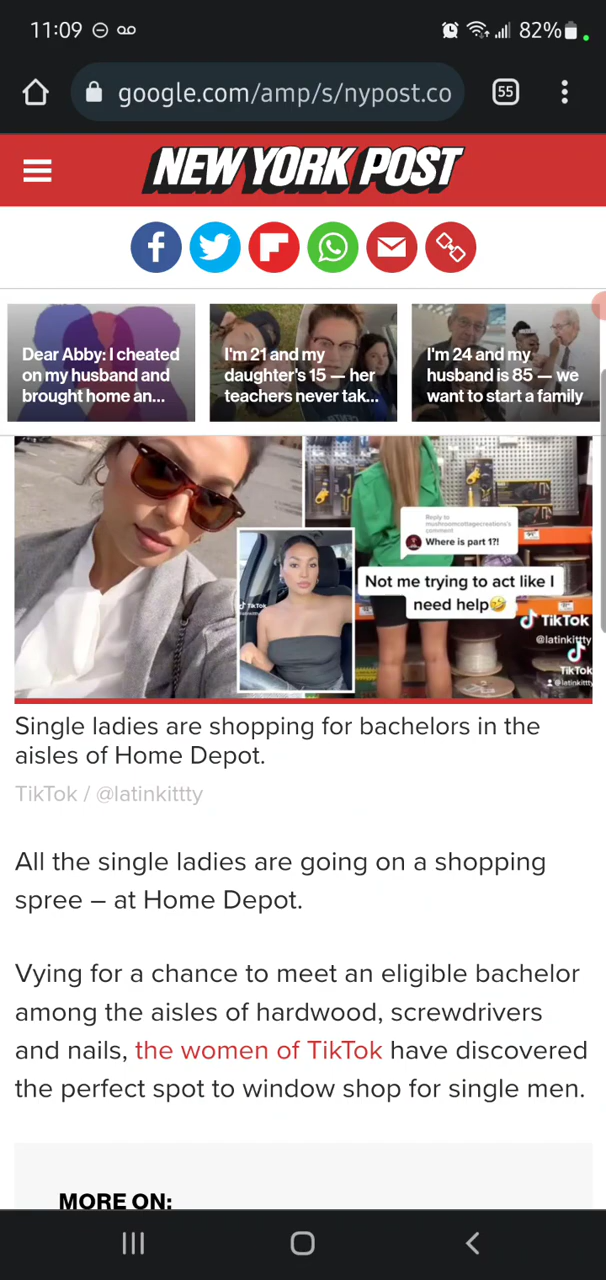 11:09
82%
google.com/amp/s/nypost.co
55
NEW YORK POST
Dear Abby: I cheated
on my husband and
brought home an...
I'm 21 and my
daughter's 15 — her
teachers never tak...
I'm 24 and my
husband is 85 — we
want to start a family
Reply to
mushroomcottagecreations's
comment
Where is part 1?!
Not me trying to act like I
need help🤣
TikTok
TikTok
@latinkittty
TikTok
@latinkittty
Single ladies are shopping for bachelors in the
aisles of Home Depot.
TikTok / @latinkittty
All the single ladies are going on a shopping
spree – at Home Depot.
Vying for a chance to meet an eligible bachelor
among the aisles of hardwood, screwdrivers
and nails, the women of TikTok have discovered
the perfect spot to window shop for single men.
MORE ON: